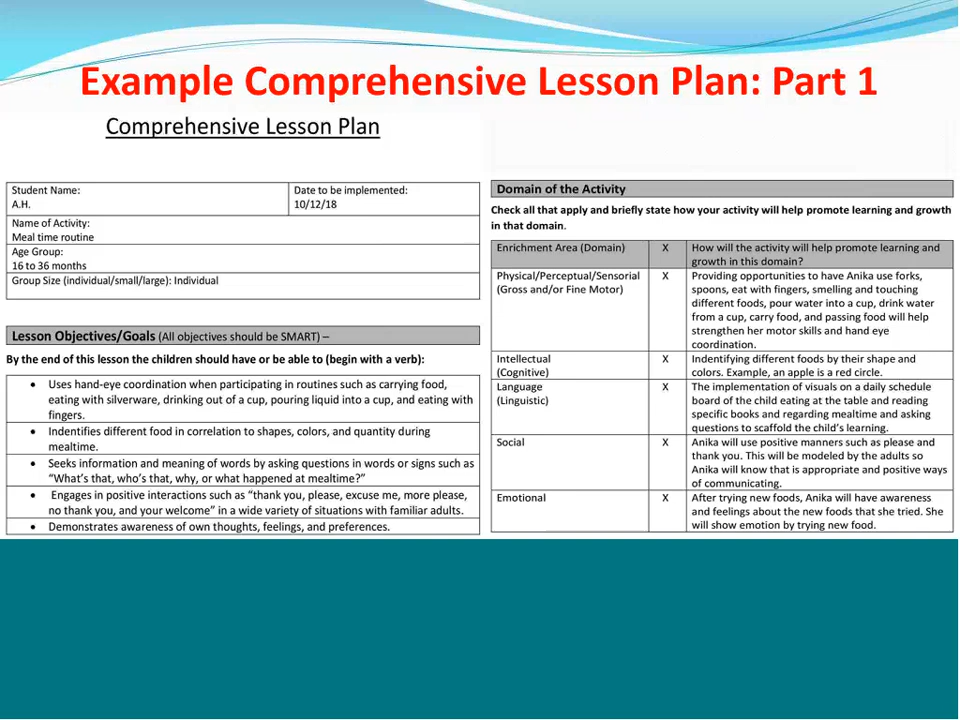 Example Comprehensive Lesson Plan: Part 1
Comprehensive Lesson Plan
Student Name:
A.H.
Date to be implemented:
10/12/18
Name of Activity:
Meal time routine
Age Group:
16 to 36 months
Group Size (individual/small/large): Individual
Lesson Objectives/Goals (All objectives should be SMART) –
By the end of this lesson the children should have or be able to (begin with a verb):
• Uses hand-eye coordination when participating in routines such as carrying food,
eating with silverware, drinking out of a cup, pouring liquid into a cup, and eating with
fingers.
• Indentifies different food in correlation to shapes, colors, and quantity during
mealtime.
• Seeks information and meaning of words by asking questions in words or signs such as
“What’s that, who’s that, why, or what happened at mealtime?”
• Engages in positive interactions such as “thank you, please, excuse me, more please,
no thank you, and your welcome” in a wide variety of situations with familiar adults.
• Demonstrates awareness of own thoughts, feelings, and preferences.
Domain of the Activity
Check all that apply and briefly state how your activity will help promote learning and growth
in that domain.
Enrichment Area (Domain) X How will the activity will help promote learning and
growth in this domain?
Physical/Perceptual/Sensorial X Providing opportunities to have Anika use forks,
(Gross and/or Fine Motor) spoons, eat with fingers, smelling and touching
different foods, pour water into a cup, drink water
from a cup, carry food, and passing food will help
strengthen her motor skills and hand eye
coordination.
Intellectual X Indentifying different foods by their shape and
(Cognitive) colors. Example, an apple is a red circle.
Language X The implementation of visuals on a daily schedule
(Linguistic) board of the child eating at the table and reading
specific books and regarding mealtime and asking
questions to scaffold the child’s learning.
Social X Anika will use positive manners such as please and
thank you. This will be modeled by the adults so
Anika will know that is appropriate and positive ways
of communicating.
Emotional X After trying new foods, Anika will have awareness
and feelings about the new foods that she tried. She
will show emotion by trying new food.